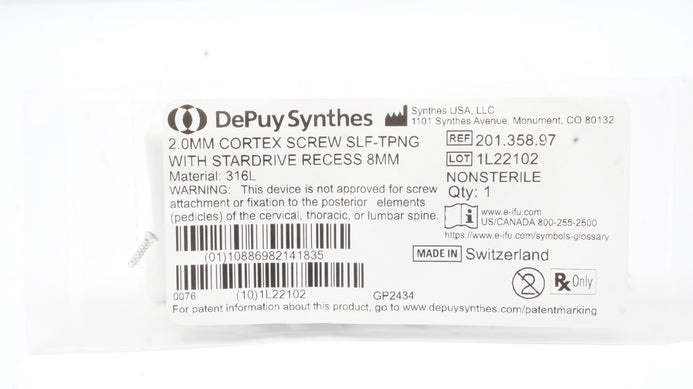 DePuy Synthes
Synthes USA, LLC
1101 Synthes Avenue, Monument, CO 80132
2.0MM CORTEX SCREW SLF-TPNG
WITH STARDRIVE RECESS 8MM
Material: 316L
WARNING: This device is not approved for screw
attachment or fixation to the posterior elements
(pedicles) of the cervical, thoracic, or lumbar spine.
REF 201.358.97
LOT 1L22102
NONSTERILE
Qty: 1
www.e-ifu.com
US/CANADA 800-255-2500
https://www.e-ifu.com/symbols-glossary
(01)10886982141835
MADE IN Switzerland
0076 (10)1L22102 GP2434
2
Rx Only
For patent information about this product, go to www.depuysynthes.com/patentmarking